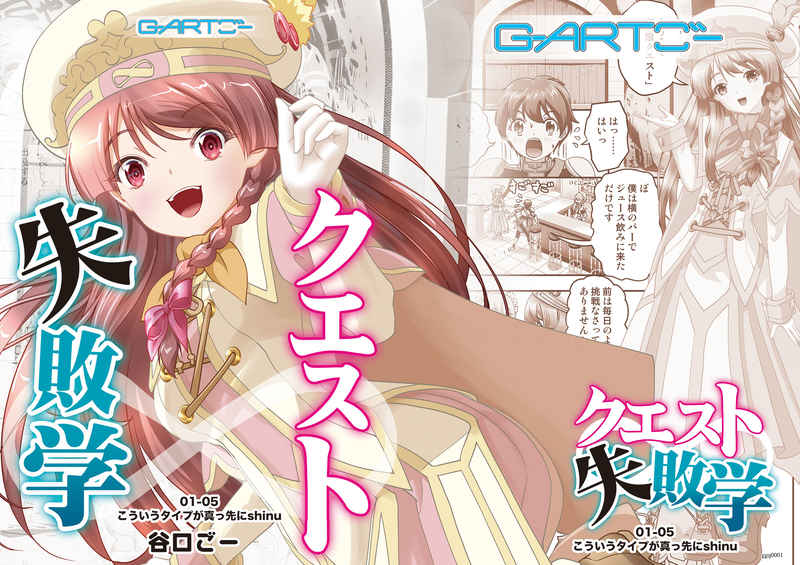 G-ARTごー
クエスト
失敗学
01-05
こういうタイプが真っ先にshinu
谷口ごー
G-ARTごー
エスト」
はっ……
はいっ
ぼ
僕は横のバーで
ジュース飲みに来た
だけです
前は毎日のよ
挑戦なさって
ありません
クエスト
失敗学
01-05
こういうタイプが真っ先にshinu